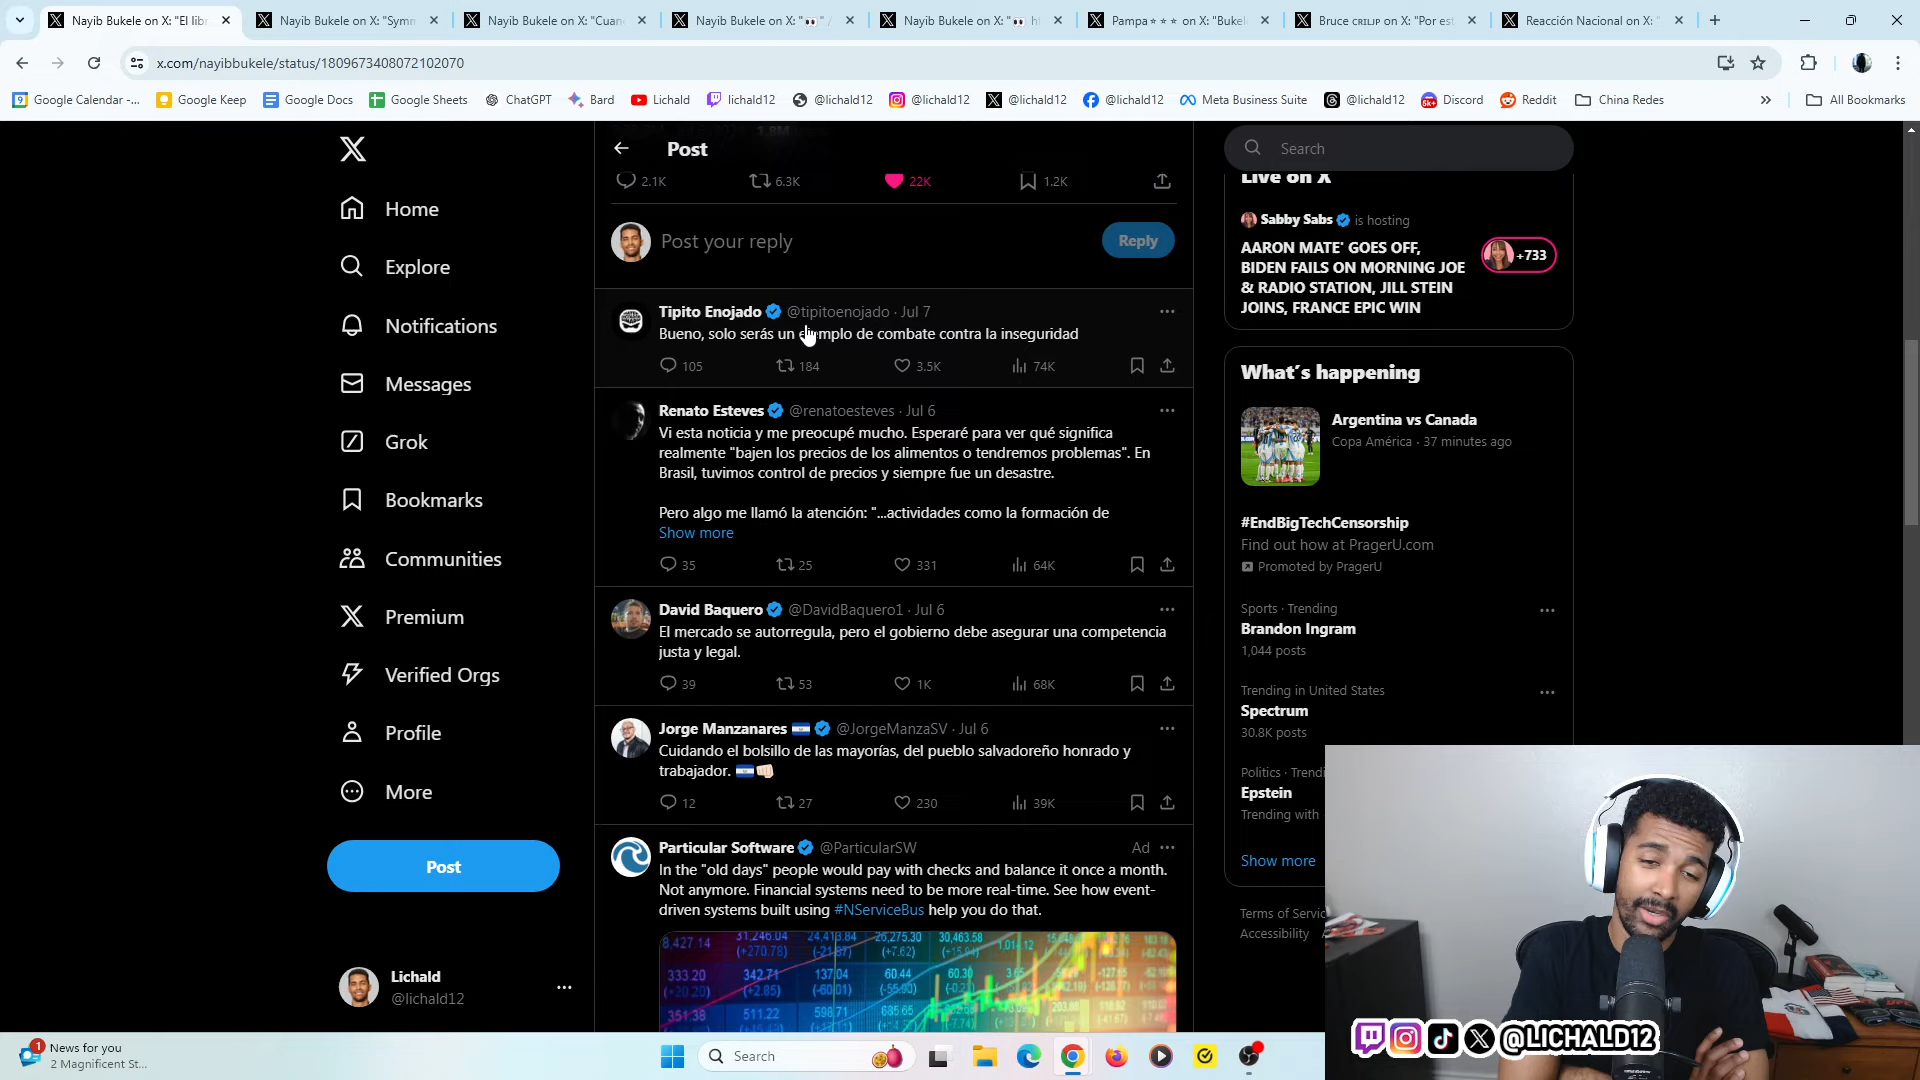 Nayib Bukele on X: "El libr
Nayib Bukele on X: "Symn
Nayib Bukele on X: "Cuan
Nayib Bukele on X: "👀" /
Nayib Bukele on X: "👀 h
Pampa⭐⭐⭐ on X: "Bukel
Bruce ᴄʀɪʟɪᴘ on X: "Por est
Reacción Nacional on X: "
x.com/nayibbukele/status/1809673408072102070
Google Calendar -...
Google Keep
Google Docs
Google Sheets
ChatGPT
Bard
Lichald
lichald12
@lichald12
@lichald12
@lichald12
@lichald12
Meta Business Suite
@lichald12
Discord
Reddit
China Redes
All Bookmarks
Home
Explore
Notifications
Messages
Grok
Bookmarks
Communities
Premium
Verified Orgs
Profile
More
Post
Lichald
@lichald12
Post
2.1K 6.3K 22K 1.2K
Post your reply
Reply
Tipito Enojado @tipitoenojado · Jul 7
Bueno, solo serás un ejemplo de combate contra la inseguridad
105 184 3.5K 74K
Renato Esteves @renatoesteves · Jul 6
Vi esta noticia y me preocupé mucho. Esperaré para ver qué significa
realmente "bajen los precios de los alimentos o tendremos problemas". En
Brasil, tuvimos control de precios y siempre fue un desastre.
Pero algo me llamó la atención: "...actividades como la formación de
Show more
35 25 331 64K
David Baquero @DavidBaquero1 · Jul 6
El mercado se autorregula, pero el gobierno debe asegurar una competencia
justa y legal.
39 53 1K 68K
Jorge Manzanares 🇸🇻 @JorgeManzaSV · Jul 6
Cuidando el bolsillo de las mayorías, del pueblo salvadoreño honrado y
trabajador. 🇸🇻👊🏻
12 27 230 39K
Particular Software @ParticularSW Ad
In the "old days" people would pay with checks and balance it once a month.
Not anymore. Financial systems need to be more real-time. See how event-
driven systems built using #NServiceBus help you do that.
Search
Live on X
Sabby Sabs is hosting
AARON MATE' GOES OFF,
BIDEN FAILS ON MORNING JOE
& RADIO STATION, JILL STEIN
JOINS, FRANCE EPIC WIN
+733
What's happening
Argentina vs Canada
Copa América · 37 minutes ago
#EndBigTechCensorship
Find out how at PragerU.com
Promoted by PragerU
Sports · Trending
Brandon Ingram
1,044 posts
Trending in United States
Spectrum
30.8K posts
Politics · Trendi
Epstein
Trending with
Show more
Terms of Servic
Accessibility
@LICHALD12
1
News for you
2 Magnificent St...
Search